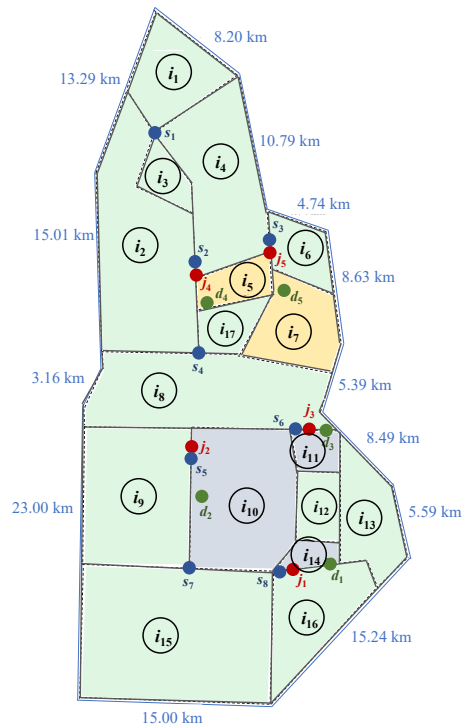 8.20 km
i₁
13.29 km
s₁
10.79 km
i₃
i₄
4.74 km
15.01 km
s₃
i₂
i₆
s₂
j₅
8.63 km
j₄
i₅
d₄
d₅
i₁₇
i₇
s₄
3.16 km
5.39 km
i₈
s₆
j₃
8.49 km
d₃
j₂
i₁₁
s₅
5.59 km
23.00 km
i₉
d₂
i₁₀
i₁₂
i₁₃
i₁₄
s₇
s₈
j₁
d₁
i₁₆
i₁₅
15.24 km
15.00 km